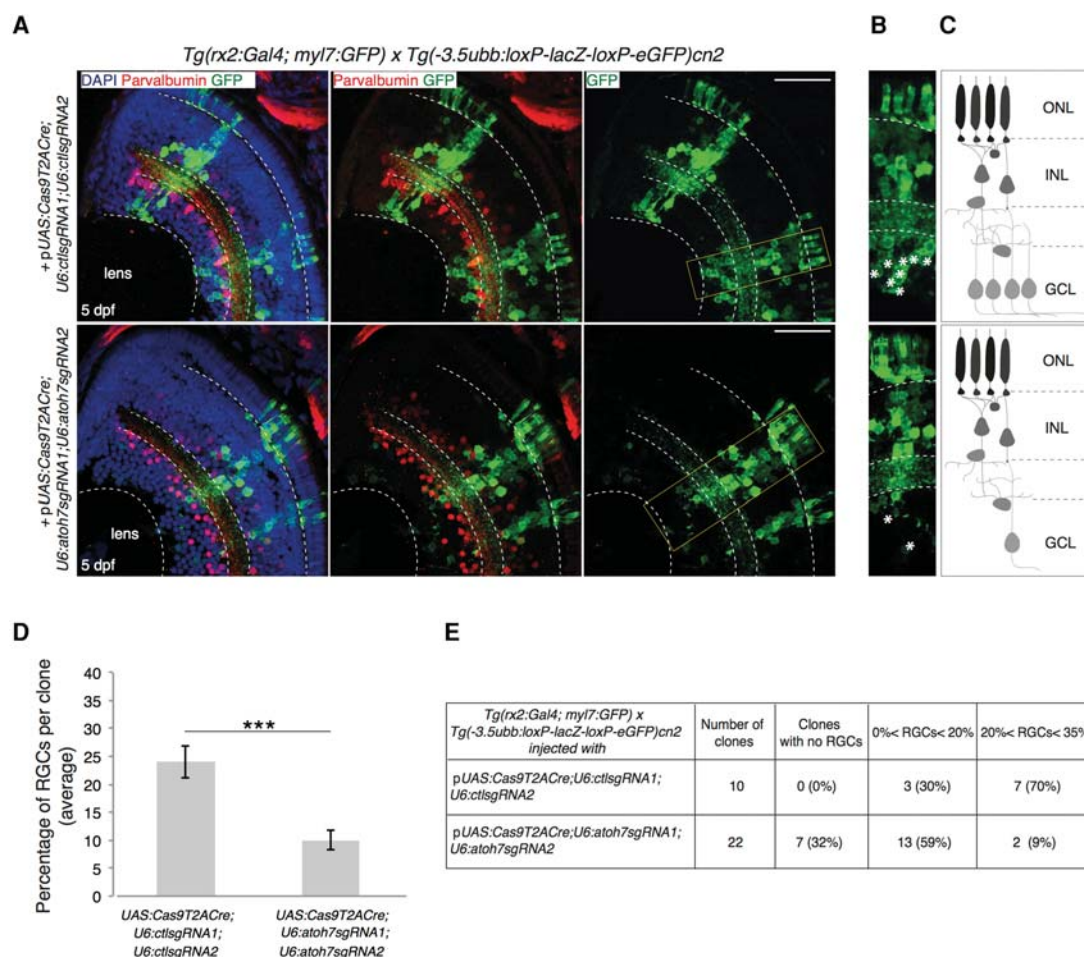 A
B
C
Tg(rx2:Gal4; myl7:GFP) x Tg(-3.5ubb:loxP-lacZ-loxP-eGFP)cn2
+ pUAS:Cas9T2ACre;
U6:ctlsgRNA1;U6:ctlsgRNA2
DAPI Parvalbumin GFP
Parvalbumin GFP
GFP
lens
5 dpf
ONL
INL
GCL
* * * * * * * *
+ pUAS:Cas9T2ACre;
U6:atoh7sgRNA1;U6:atoh7sgRNA2
lens
5 dpf
ONL
INL
GCL
*
*
D
Percentage of RGCs per clone
(average)
40
35
30
25
20
15
10
5
0
***
UAS:Cas9T2ACre;
U6:ctlsgRNA1;
U6:ctlsgRNA2
UAS:Cas9T2ACre;
U6:atoh7sgRNA1;
U6:atoh7sgRNA2
E
Tg(rx2:Gal4; myl7:GFP) x
Tg(-3.5ubb:loxP-lacZ-loxP-eGFP)cn2
injected with
Number of
clones
Clones
with no RGCs
0%< RGCs< 20%
20%< RGCs< 35%
pUAS:Cas9T2ACre;U6:ctlsgRNA1;
U6:ctlsgRNA2
10
0 (0%)
3 (30%)
7 (70%)
pUAS:Cas9T2ACre;U6:atoh7sgRNA1;
U6:atoh7sgRNA2
22
7 (32%)
13 (59%)
2 (9%)